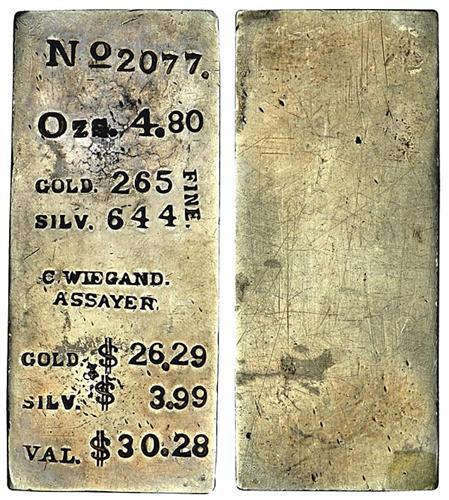 No 2077.
Ozs. 4.80
GOLD. 265 FINE.
SILV. 644
C. WIEGAND.
ASSAYER
GOLD. $ 26.29
SILV. $ 3.99
VAL. $ 30.28